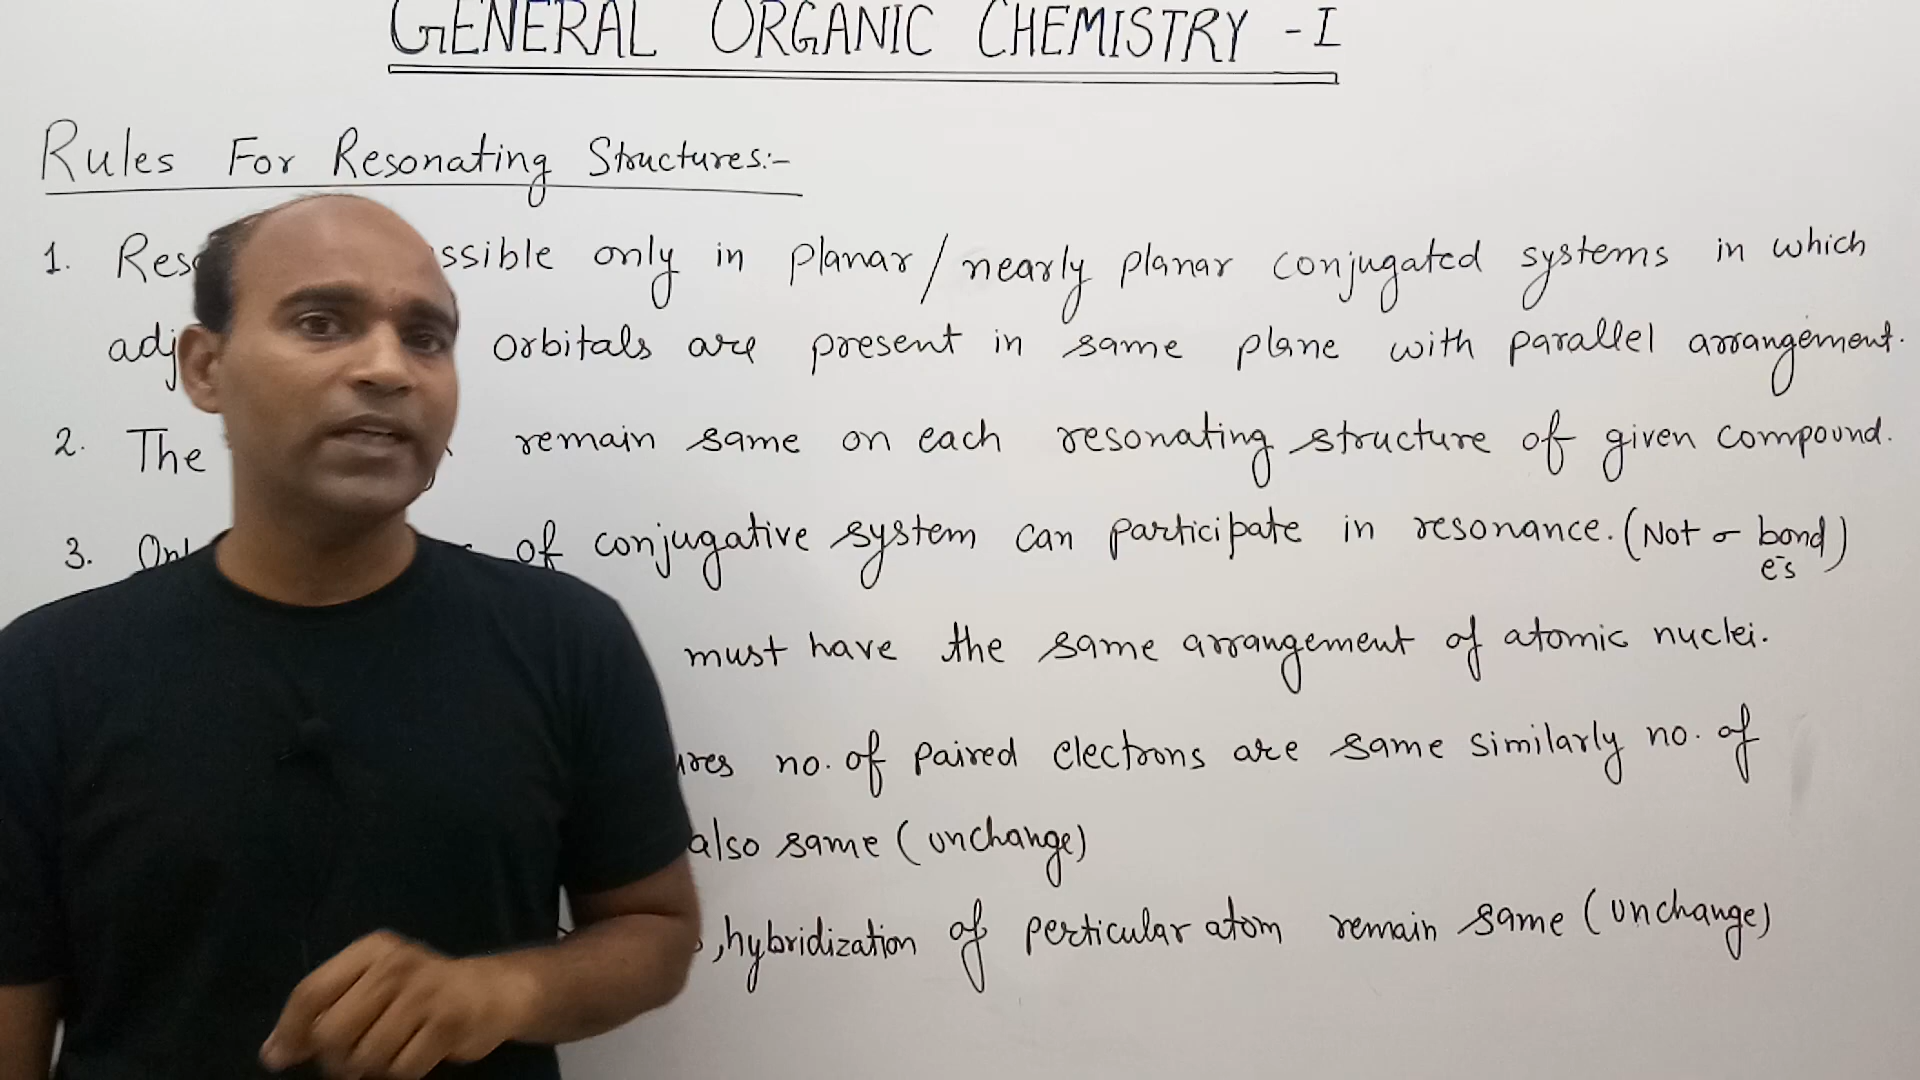 GENERAL ORGANIC CHEMISTRY - I
Rules For Resonating Structures:-
1. only in planar/nearly planar conjugated systems in which
orbitals are present in same plane with parallel arrangement.
2. The remain same on each resonating structure of given compound.
3. of conjugative system can participate in resonance. (Not σ-bond)
e-s
must have the same arrangement of atomic nuclei.
no. of paired electrons are same similarly no. of
also same (unchange)
,hybridization of perticular atom remain same (unchange)